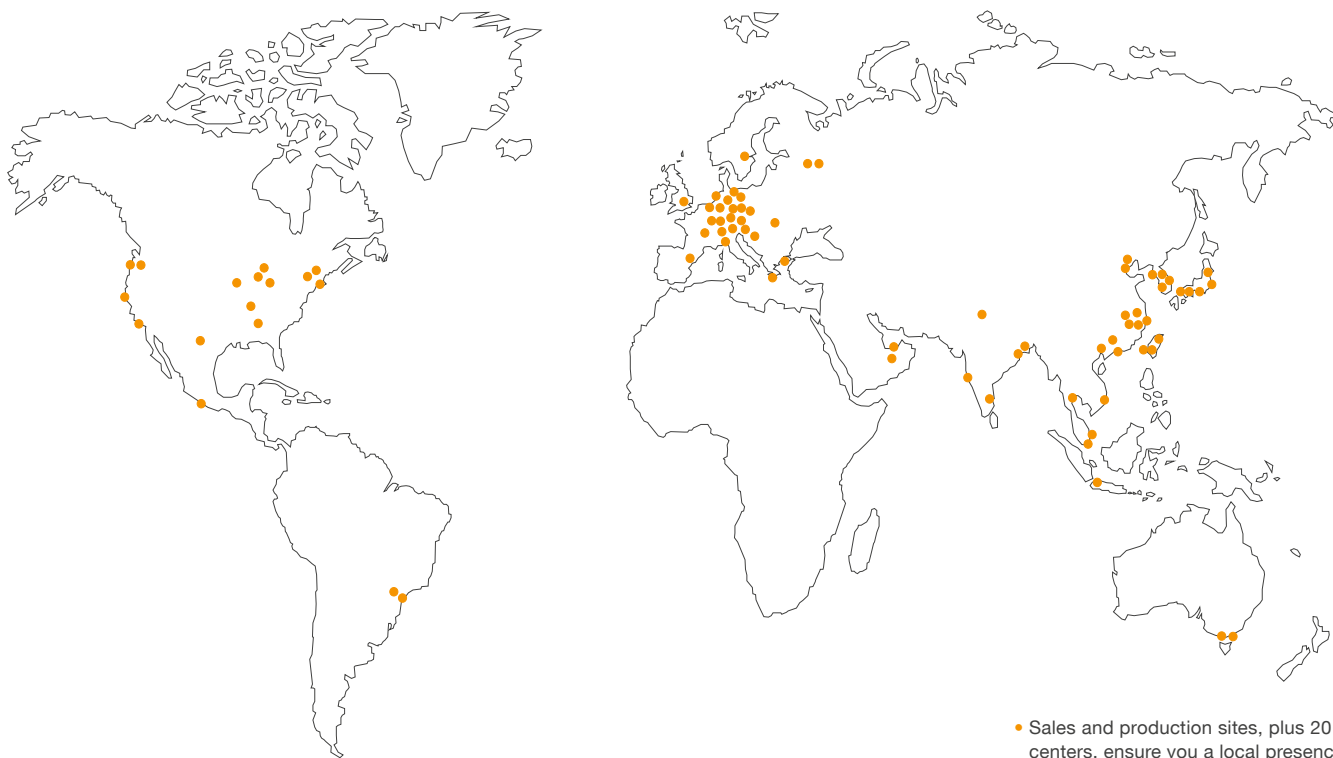 Sales and production sites, plus 20
centers, ensure you a local presenc